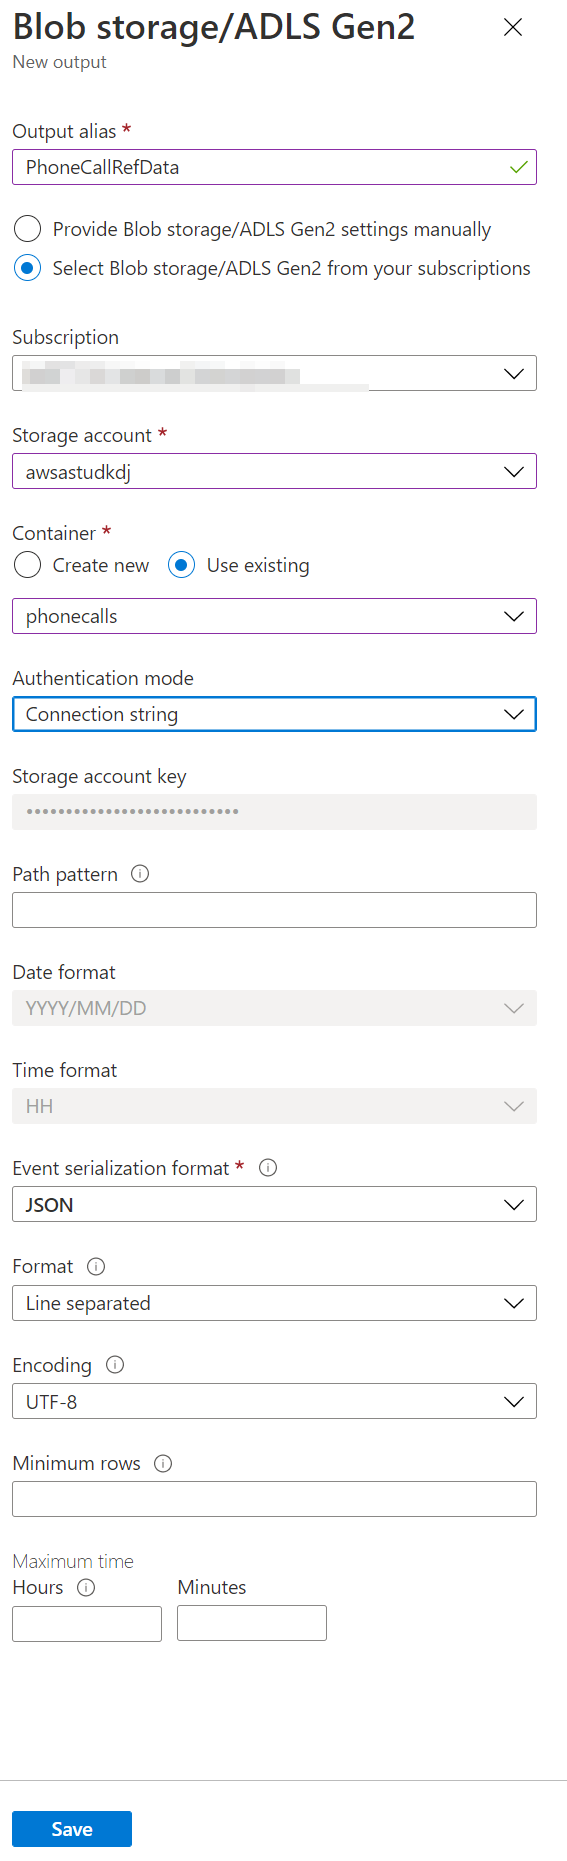 Blob storage/ADLS Gen2
New output
Output alias *
PhoneCallRefData
Provide Blob storage/ADLS Gen2 settings manually
Select Blob storage/ADLS Gen2 from your subscriptions
Subscription
Storage account *
awsastudkdj
Container *
Create new Use existing
phonecalls
Authentication mode
Connection string
Storage account key
•••••••••••••••••••••••••••
Path pattern
Date format
YYYY/MM/DD
Time format
HH
Event serialization format *
JSON
Format
Line separated
Encoding
UTF-8
Minimum rows
Maximum time
Hours Minutes
Save